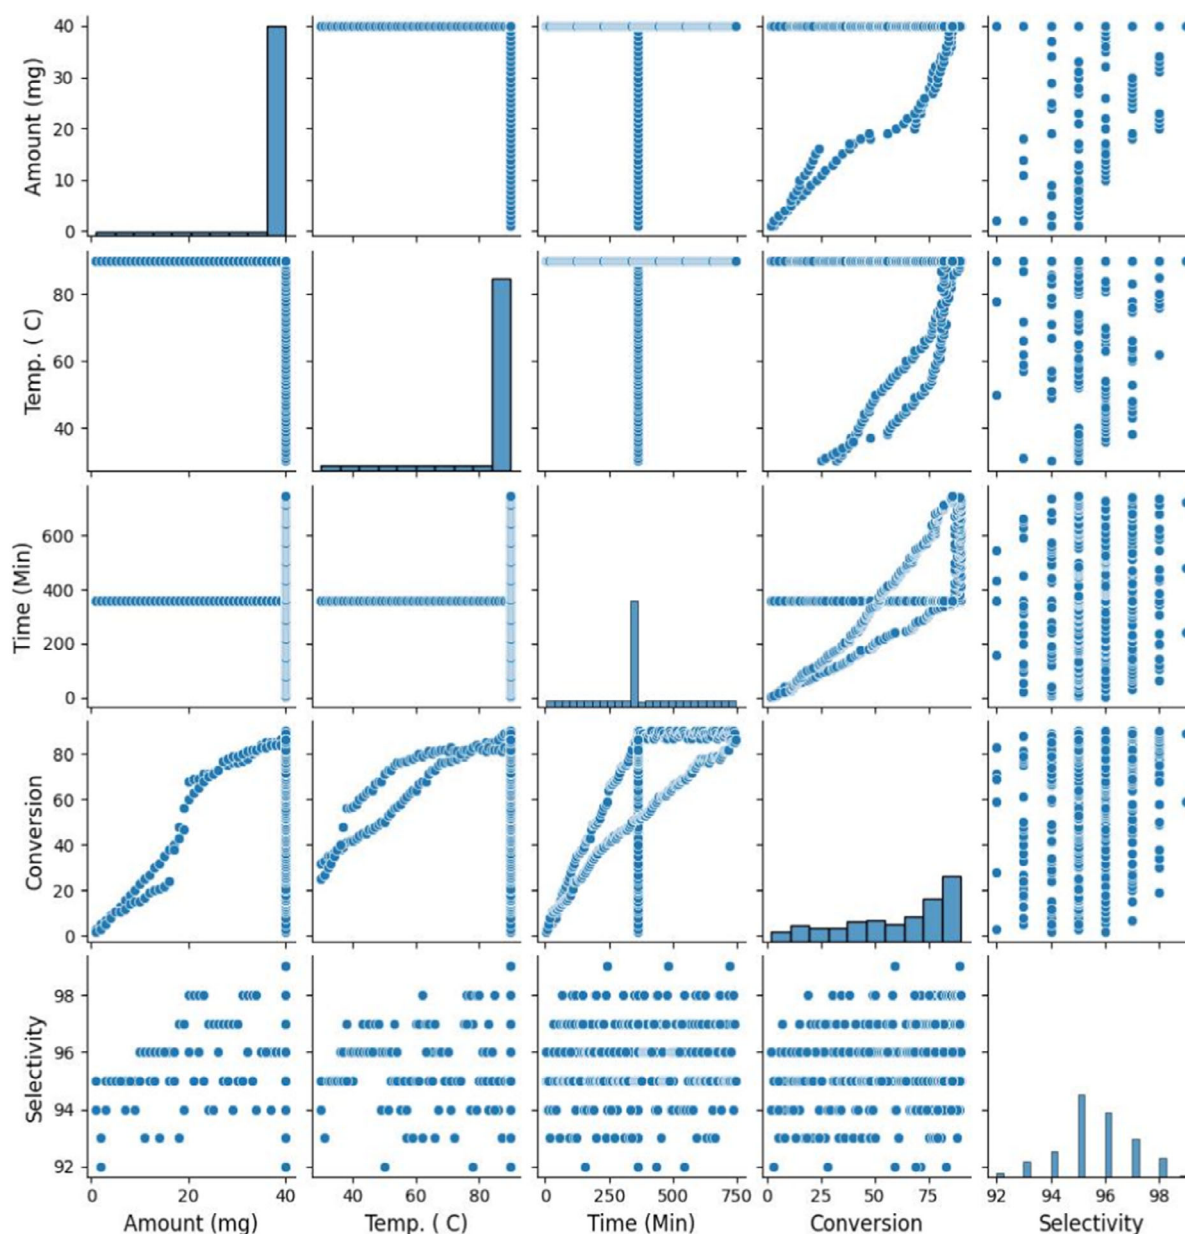 40
30
20
10
0
Amount (mg)
80
60
40
Temp. ( C)
600
400
200
0
Time (Min)
80
60
40
20
0
Conversion
98
96
94
92
Selectivity
0 20 40
40 60 80
0 250 500 750
0 25 50 75
92 94 96 98
Amount (mg)
Temp. ( C)
Time (Min)
Conversion
Selectivity